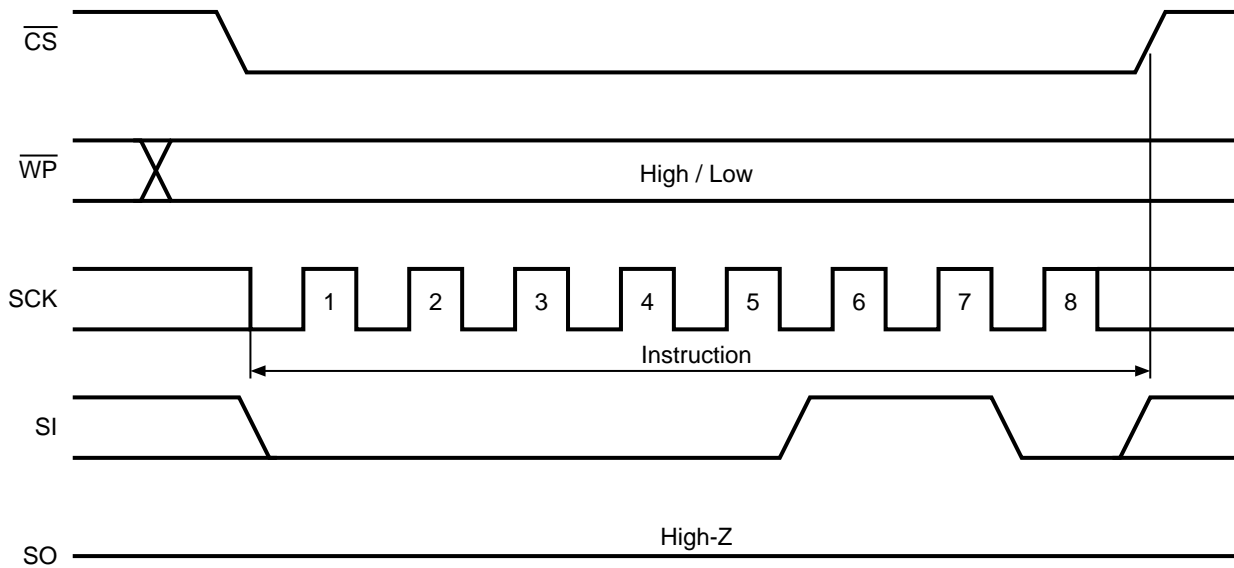 CS
WP
High / Low
SCK
1 2 3 4 5 6 7 8
Instruction
SI
High-Z
SO